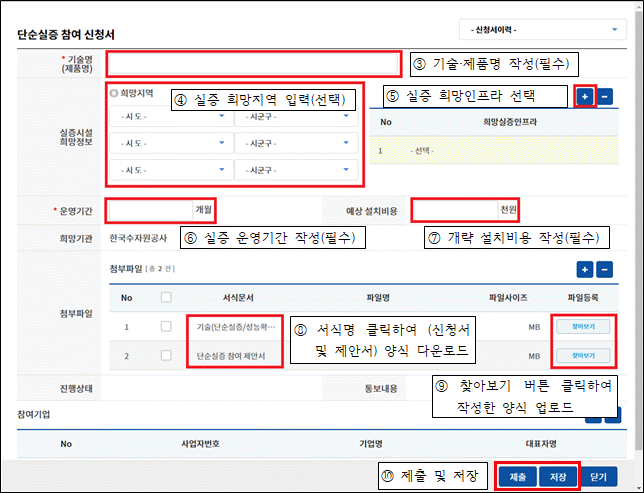 단순실증 참여 신청서
- 신청서이력 -
* 기술명
(제품명)
③ 기술·제품명 작성(필수)
실증시설
희망정보
◎ 희망지역
④ 실증 희망지역 입력(선택)
- 시 도 -
- 시군구 -
- 시 도 -
- 시군구 -
- 시 도 -
- 시군구 -
⑤ 실증 희망인프라 선택
+
−
No
희망실증인프라
1
- 선택 -
* 운영기간
개월
예상 설치비용
천원
희망기관
한국수자원공사
⑥ 실증 운영기간 작성(필수)
⑦ 개략 설치비용 작성(필수)
첨부파일
첨부파일 [ 총 2 건 ]
+
−
No
서식문서
파일명
파일사이즈
파일등록
1
기술(단순실증/성능확…
MB
찾아보기
2
단순실증 참여 제안서
MB
찾아보기
⑧ 서식명 클릭하여 (신청서
및 제안서) 양식 다운로드
진행상태
통보내용
⑨ 찾아보기 버튼 클릭하여
작성한 양식 업로드
참여기업
No
사업자번호
기업명
대표자명
⑩ 제출 및 저장
제출
저장
닫기